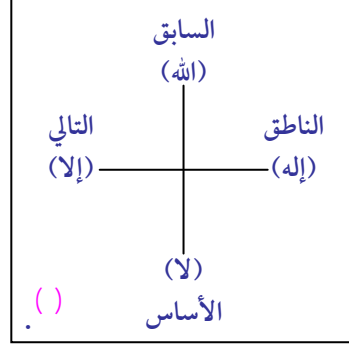 السابق
(الله)
الناطق
التالي
(إله)
(إلا)
(لا)
الأساس
( )
.